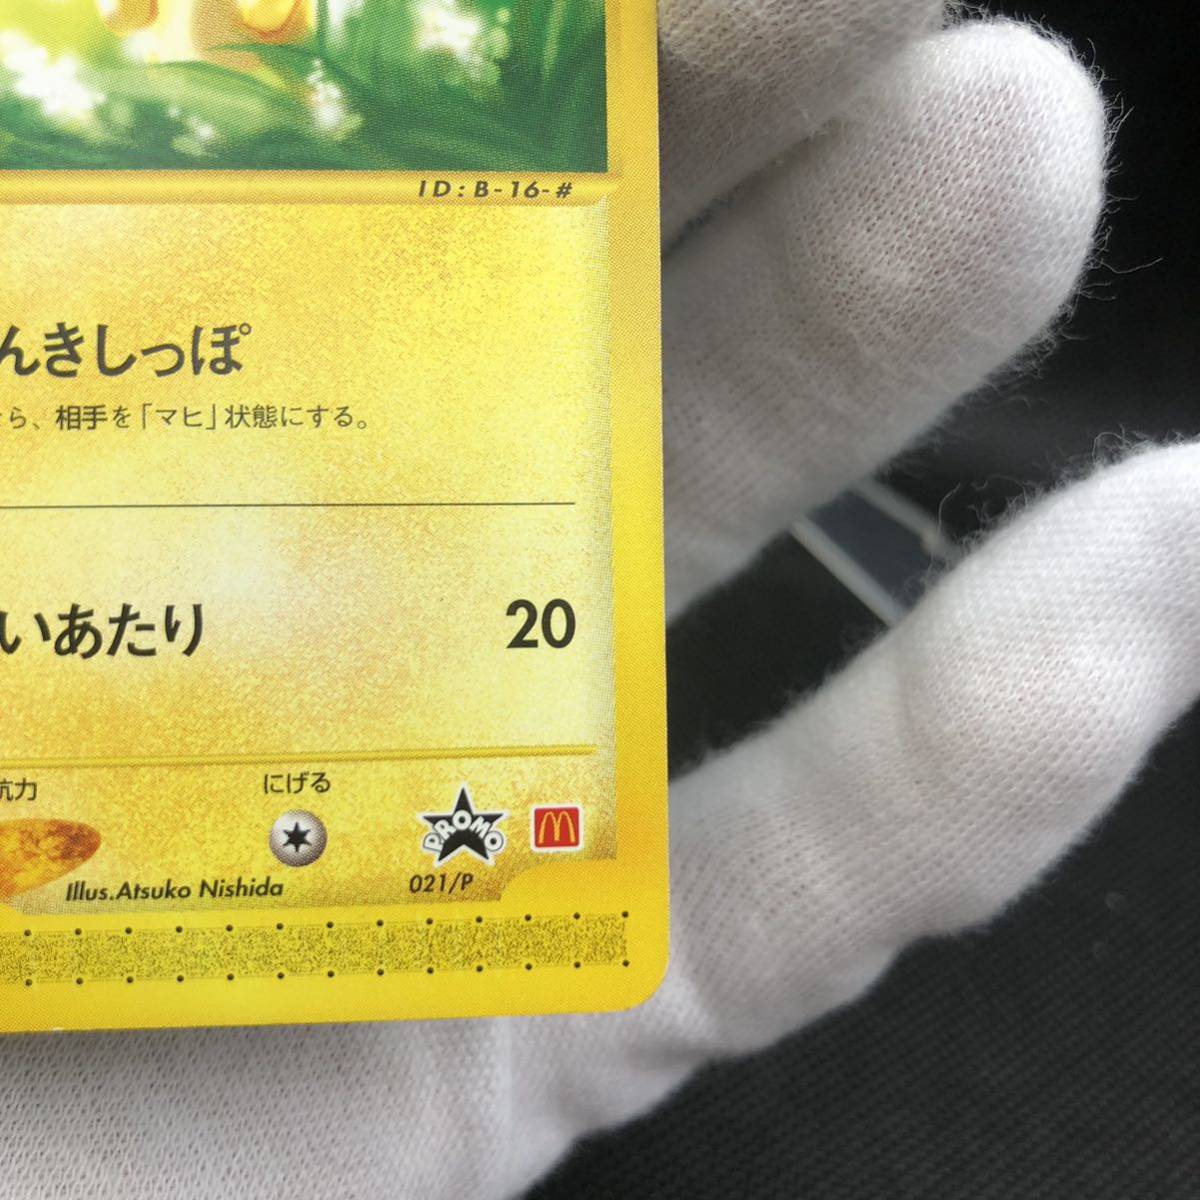 ID:B-16-#
んきしっぽ
ら、相手を「マヒ」状態にする。
いあたり 20
抗力 にげる
PROMO
Illus.Atsuko Nishida 021/P